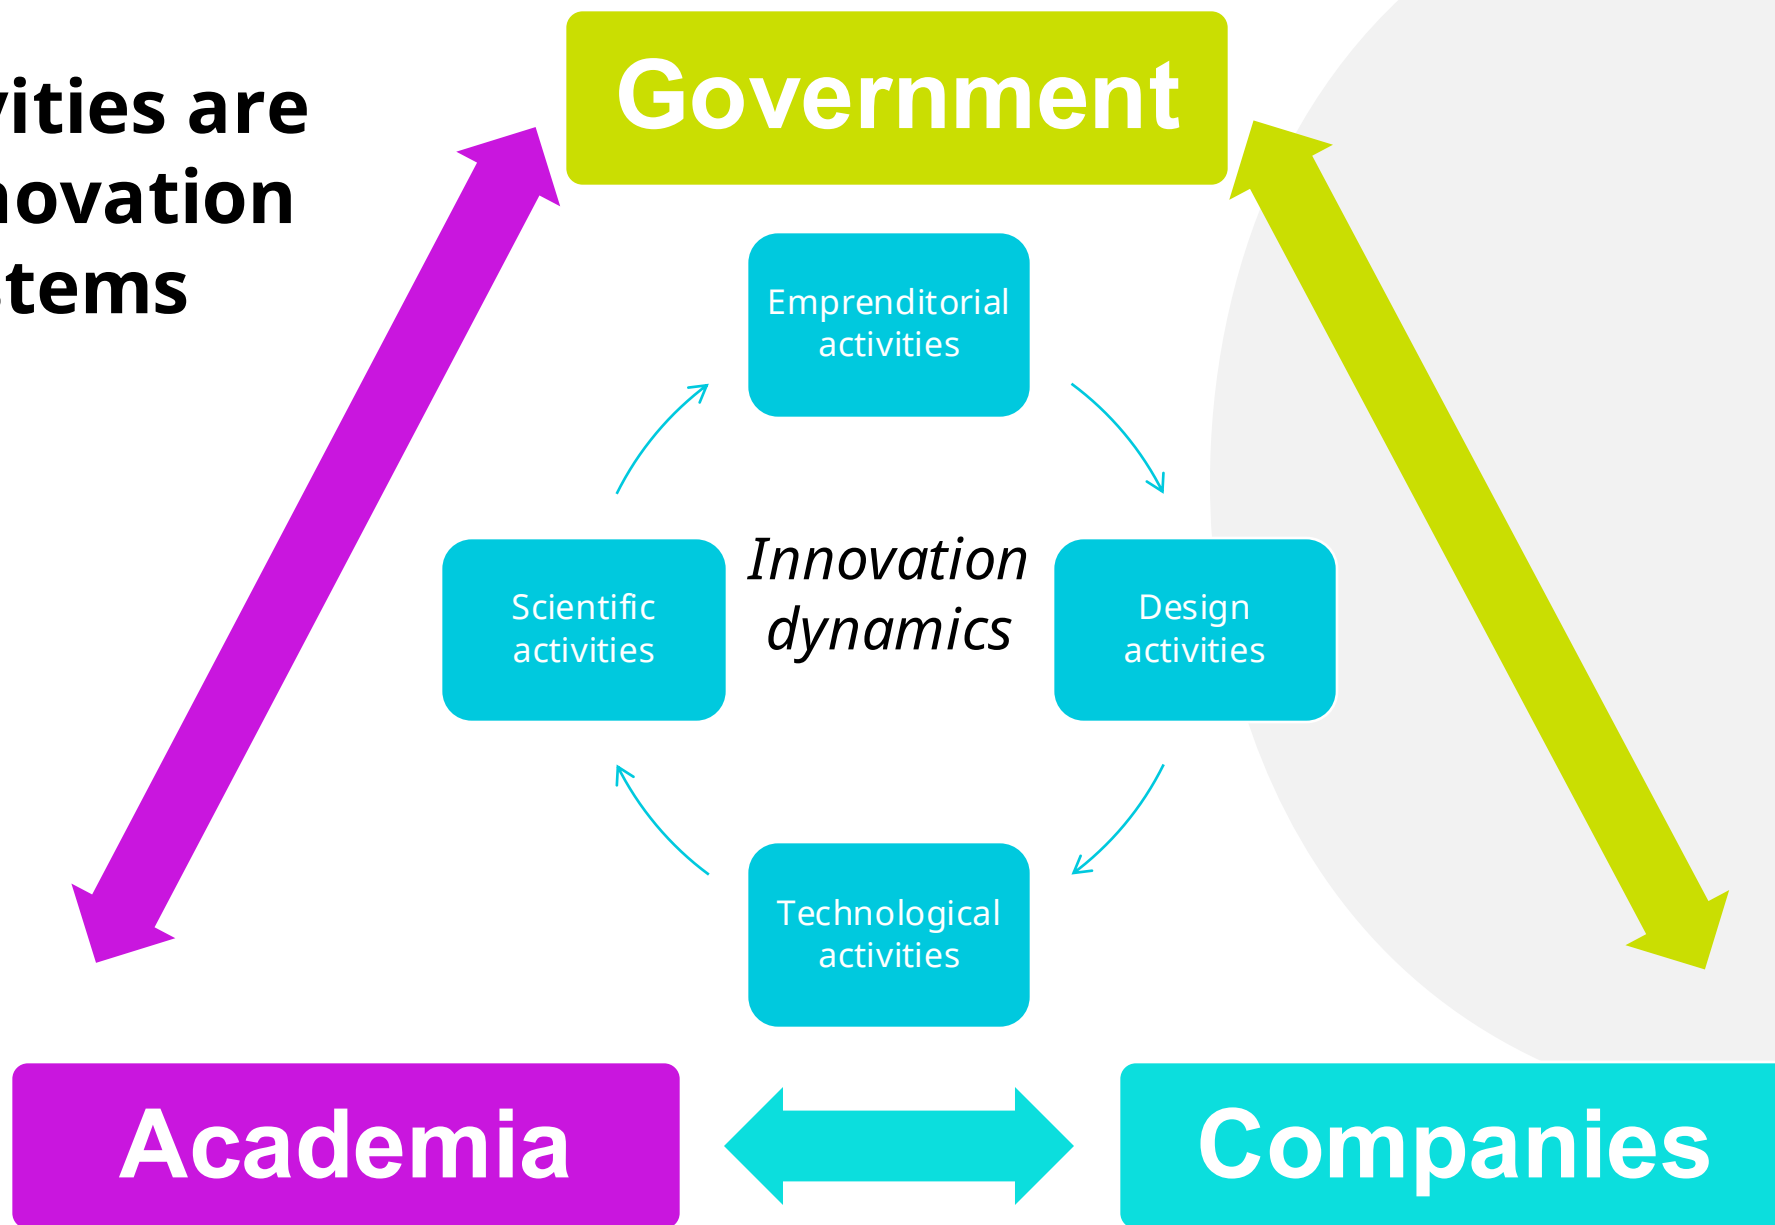 Government
vities are
novation
stems
Emprenditorial
activities
Innovation
dynamics
Scientific
activities
Design
activities
Technological
activities
Academia
Companies